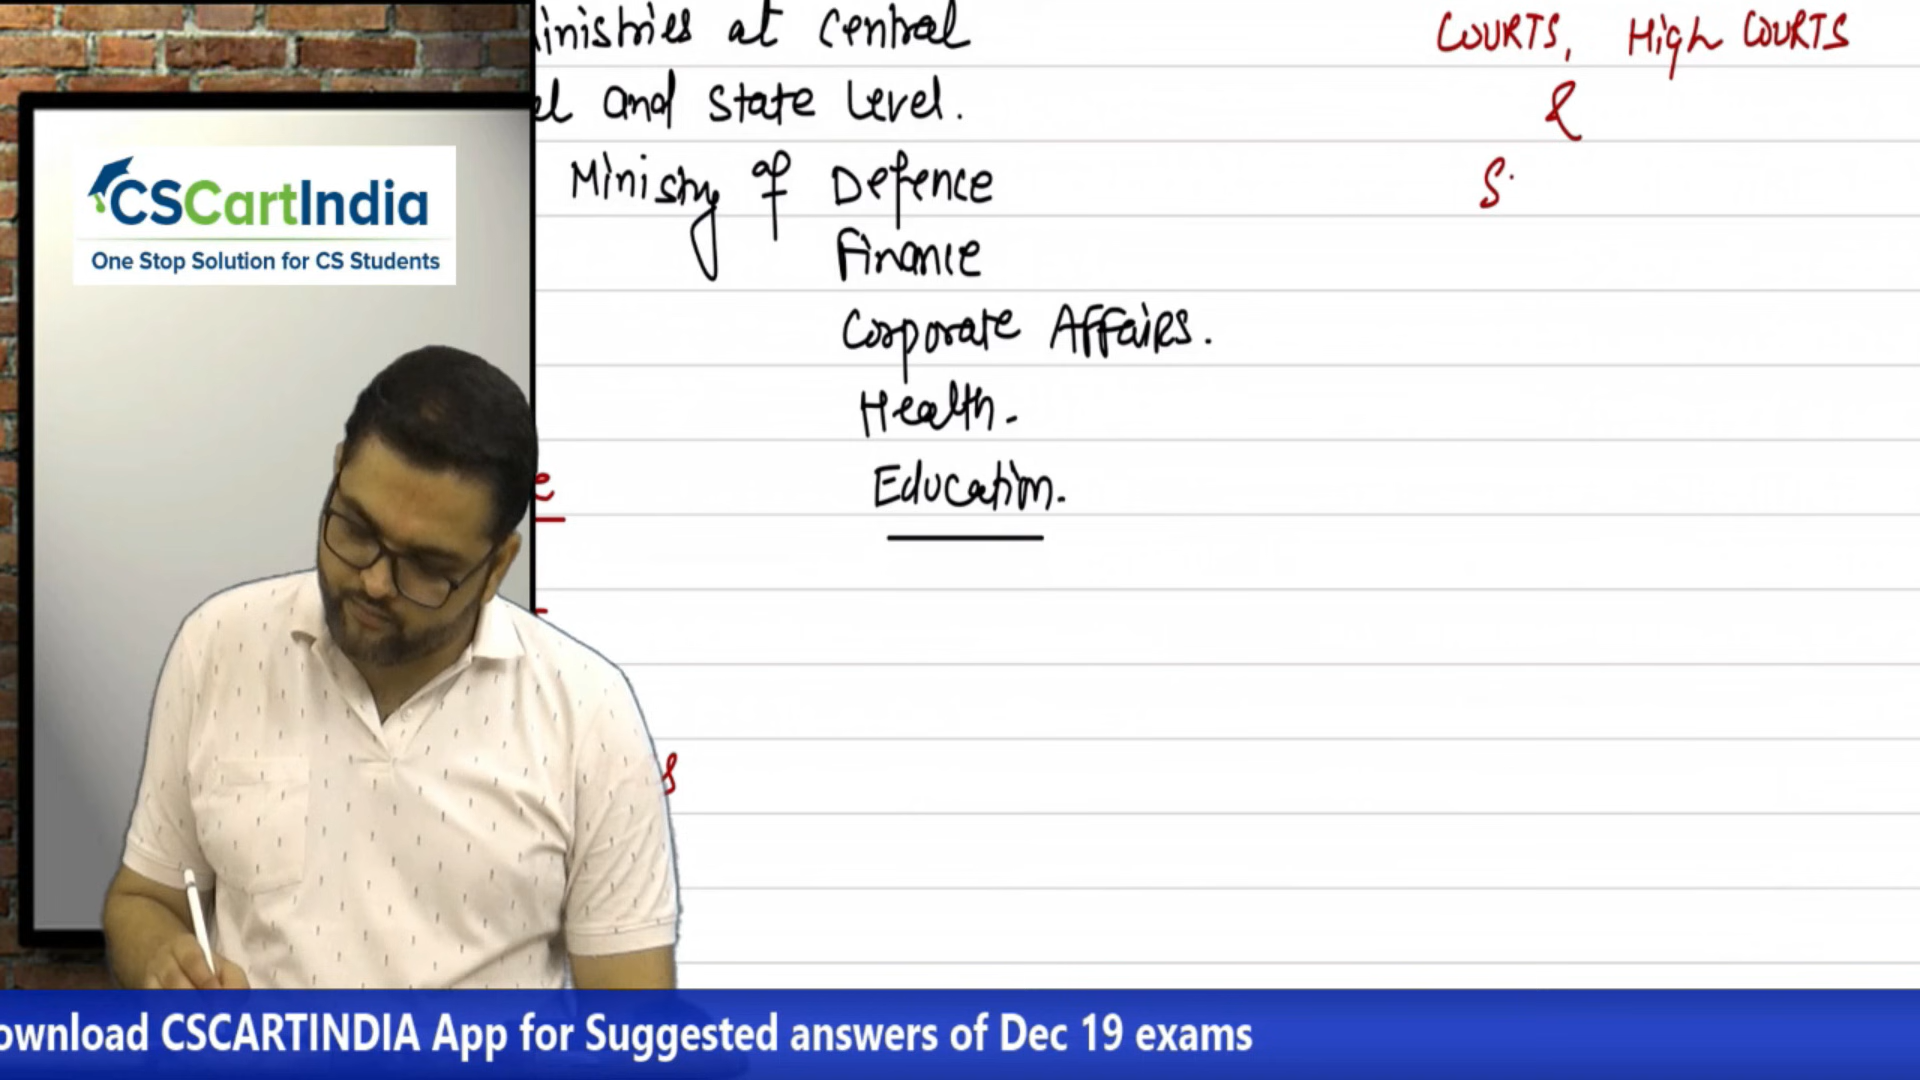 CSCartIndia
One Stop Solution for CS Students
inistries at Central
el and State Level.
Ministry of Defence
Finance
Corporate Affairs.
Health.
Education.
e
s
COURTS, High COURTS
&
S
ownload CSCARTINDIA App for Suggested answers of Dec 19 exams